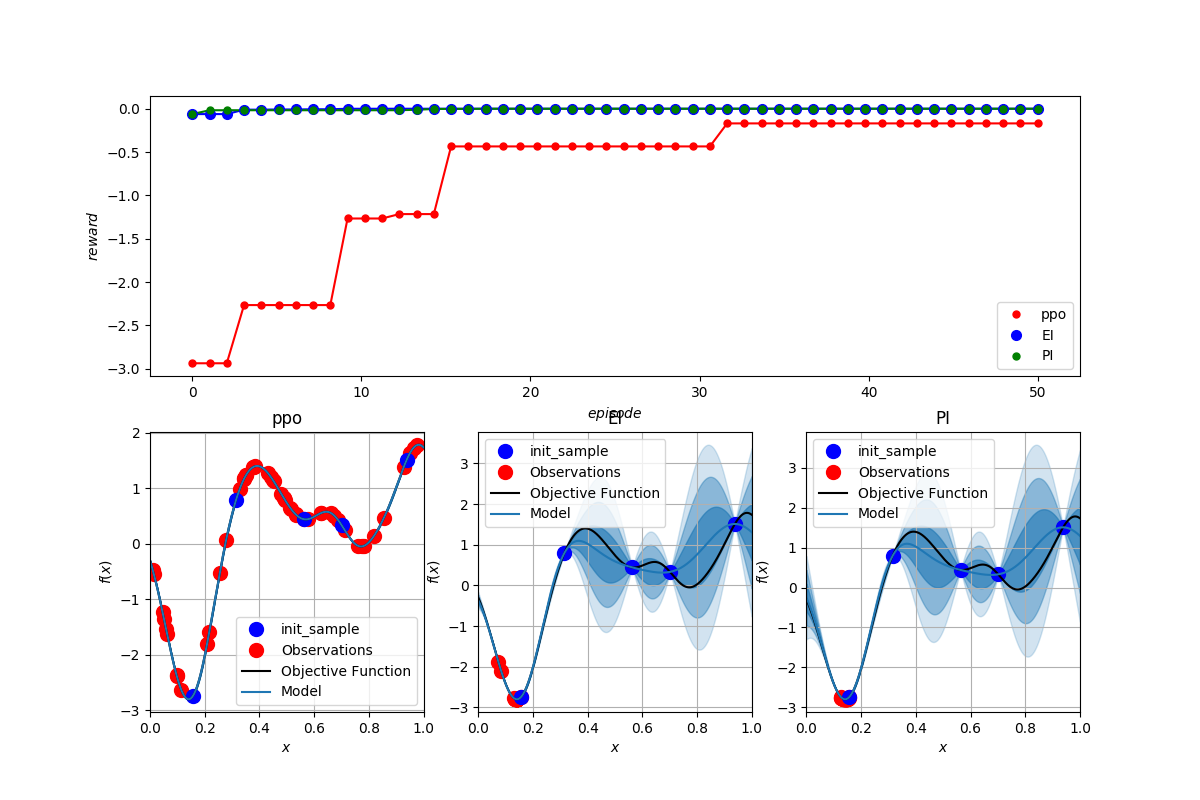 0.0
−0.5
−1.0
−1.5
−2.0
−2.5
−3.0
reward
ppo
EI
PI
0 10 20 30 40 50
episode
ppo
EI
PI
2
1
0
−1
−2
−3
f(x)
init_sample
Observations
Objective Function
Model
0.0 0.2 0.4 0.6 0.8 1.0
x
3
2
1
0
−1
−2
−3
f(x)
init_sample
Observations
Objective Function
Model
0.0 0.2 0.4 0.6 0.8 1.0
x
3
2
1
0
−1
−2
−3
f(x)
init_sample
Observations
Objective Function
Model
0.0 0.2 0.4 0.6 0.8 1.0
x